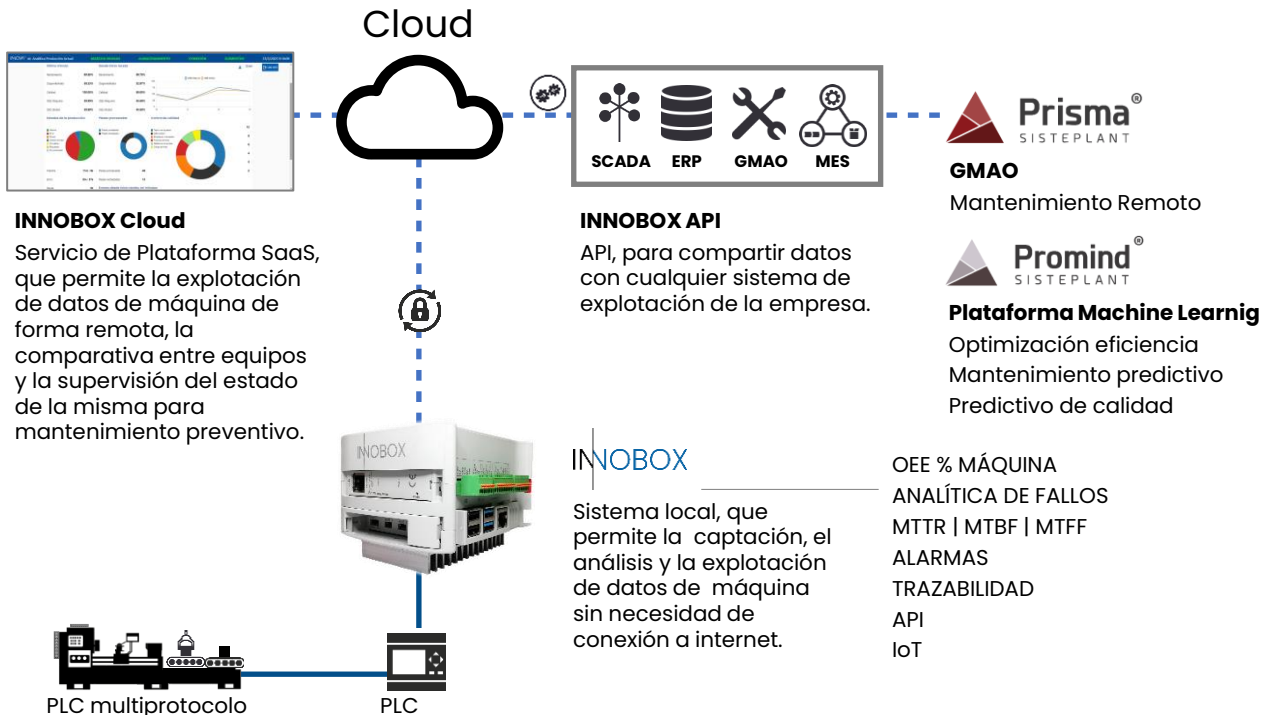 Cloud
SCADA
ERP
GMAO
MES
Prisma®
SISTEPLANT
GMAO
Mantenimiento Remoto
Promind®
SISTEPLANT
Plataforma Machine Learnig
Optimización eficiencia
Mantenimiento predictivo
Predictivo de calidad
INNOBOX Cloud
Servicio de Plataforma SaaS,
que permite la explotación
de datos de máquina de
forma remota, la
comparativa entre equipos
y la supervisión del estado
de la misma para
mantenimiento preventivo.
INNOBOX API
API, para compartir datos
con cualquier sistema de
explotación de la empresa.
INNOBOX
INNOBOX
Sistema local, que
permite la captación, el
análisis y la explotación
de datos de máquina
sin necesidad de
conexión a internet.
OEE % MÁQUINA
ANALÍTICA DE FALLOS
MTTR | MTBF | MTFF
ALARMAS
TRAZABILIDAD
API
IoT
PLC multiprotocolo
PLC